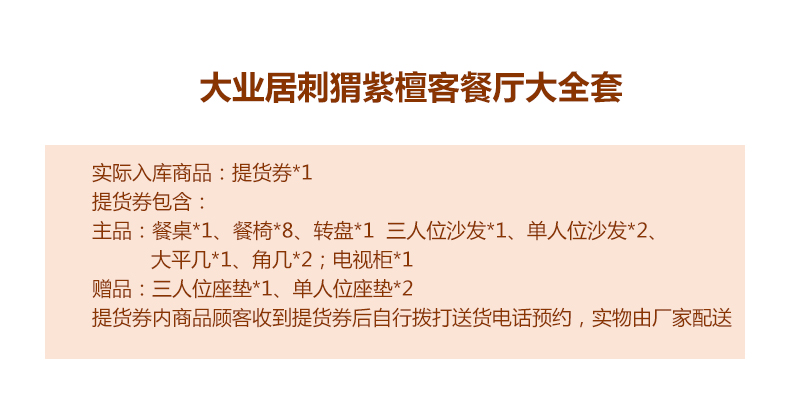 大业居刺猬紫檀客餐厅大全套
实际入库商品：提货券*1
提货券包含：
主品：餐桌*1、餐椅*8、转盘*1 三人位沙发*1、单人位沙发*2、
大平几*1、角几*2；电视柜*1
赠品：三人位座垫*1、单人位座垫*2
提货券内商品顾客收到提货券后自行拨打送货电话预约，实物由厂家配送